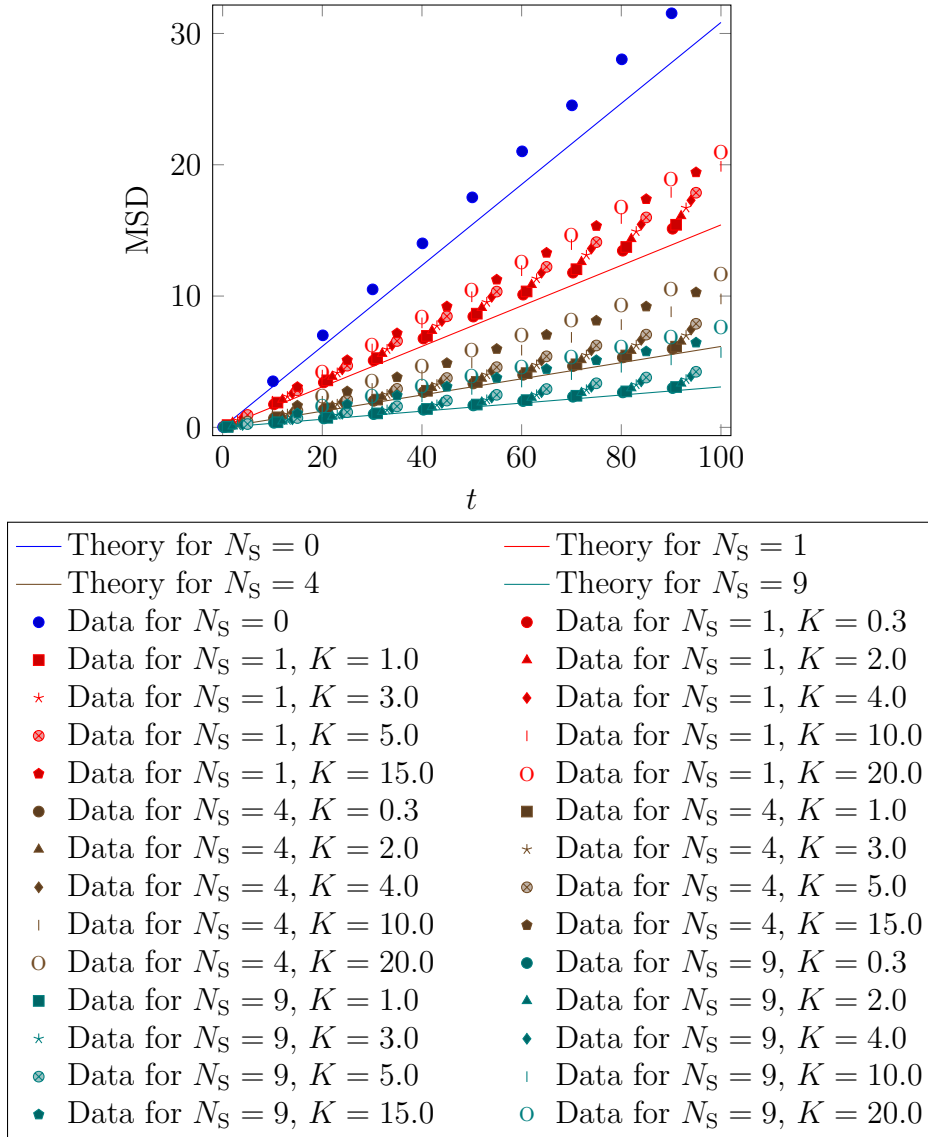 30
20
10
0
MSD
0 20 40 60 80 100
t
Theory for N_S = 0 Theory for N_S = 1
Theory for N_S = 4 Theory for N_S = 9
Data for N_S = 0 Data for N_S = 1, K = 0.3
Data for N_S = 1, K = 1.0 Data for N_S = 1, K = 2.0
Data for N_S = 1, K = 3.0 Data for N_S = 1, K = 4.0
Data for N_S = 1, K = 5.0 Data for N_S = 1, K = 10.0
Data for N_S = 1, K = 15.0 Data for N_S = 1, K = 20.0
Data for N_S = 4, K = 0.3 Data for N_S = 4, K = 1.0
Data for N_S = 4, K = 2.0 Data for N_S = 4, K = 3.0
Data for N_S = 4, K = 4.0 Data for N_S = 4, K = 5.0
Data for N_S = 4, K = 10.0 Data for N_S = 4, K = 15.0
Data for N_S = 4, K = 20.0 Data for N_S = 9, K = 0.3
Data for N_S = 9, K = 1.0 Data for N_S = 9, K = 2.0
Data for N_S = 9, K = 3.0 Data for N_S = 9, K = 4.0
Data for N_S = 9, K = 5.0 Data for N_S = 9, K = 10.0
Data for N_S = 9, K = 15.0 Data for N_S = 9, K = 20.0